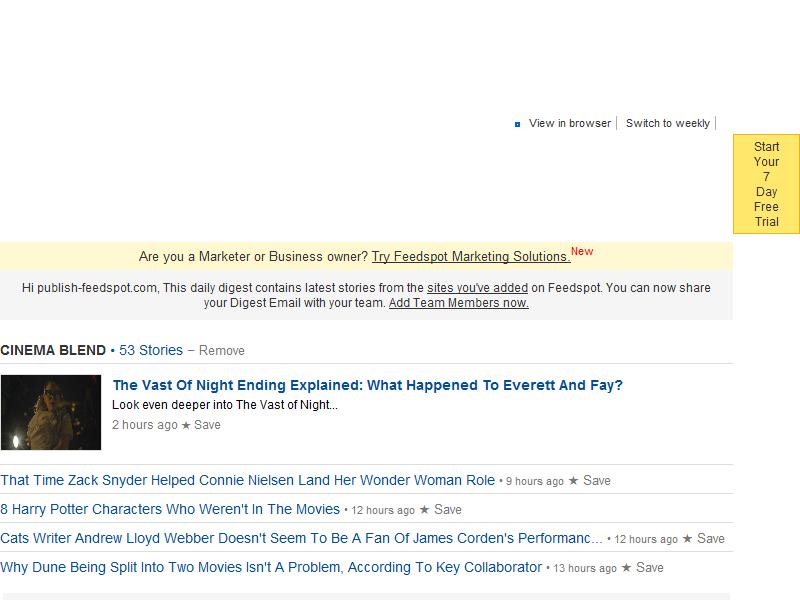 View in browser | Switch to weekly |
Start
Your
7
Day
Free
Trial
Are you a Marketer or Business owner? Try Feedspot Marketing Solutions.New
Hi publish-feedspot.com, This daily digest contains latest stories from the sites you've added on Feedspot. You can now share
your Digest Email with your team. Add Team Members now.
CINEMA BLEND • 53 Stories – Remove
The Vast Of Night Ending Explained: What Happened To Everett And Fay?
Look even deeper into The Vast of Night...
2 hours ago ★ Save
That Time Zack Snyder Helped Connie Nielsen Land Her Wonder Woman Role • 9 hours ago ★ Save
8 Harry Potter Characters Who Weren't In The Movies • 12 hours ago ★ Save
Cats Writer Andrew Lloyd Webber Doesn't Seem To Be A Fan Of James Corden's Performanc... • 12 hours ago ★ Save
Why Dune Being Split Into Two Movies Isn't A Problem, According To Key Collaborator • 13 hours ago ★ Save